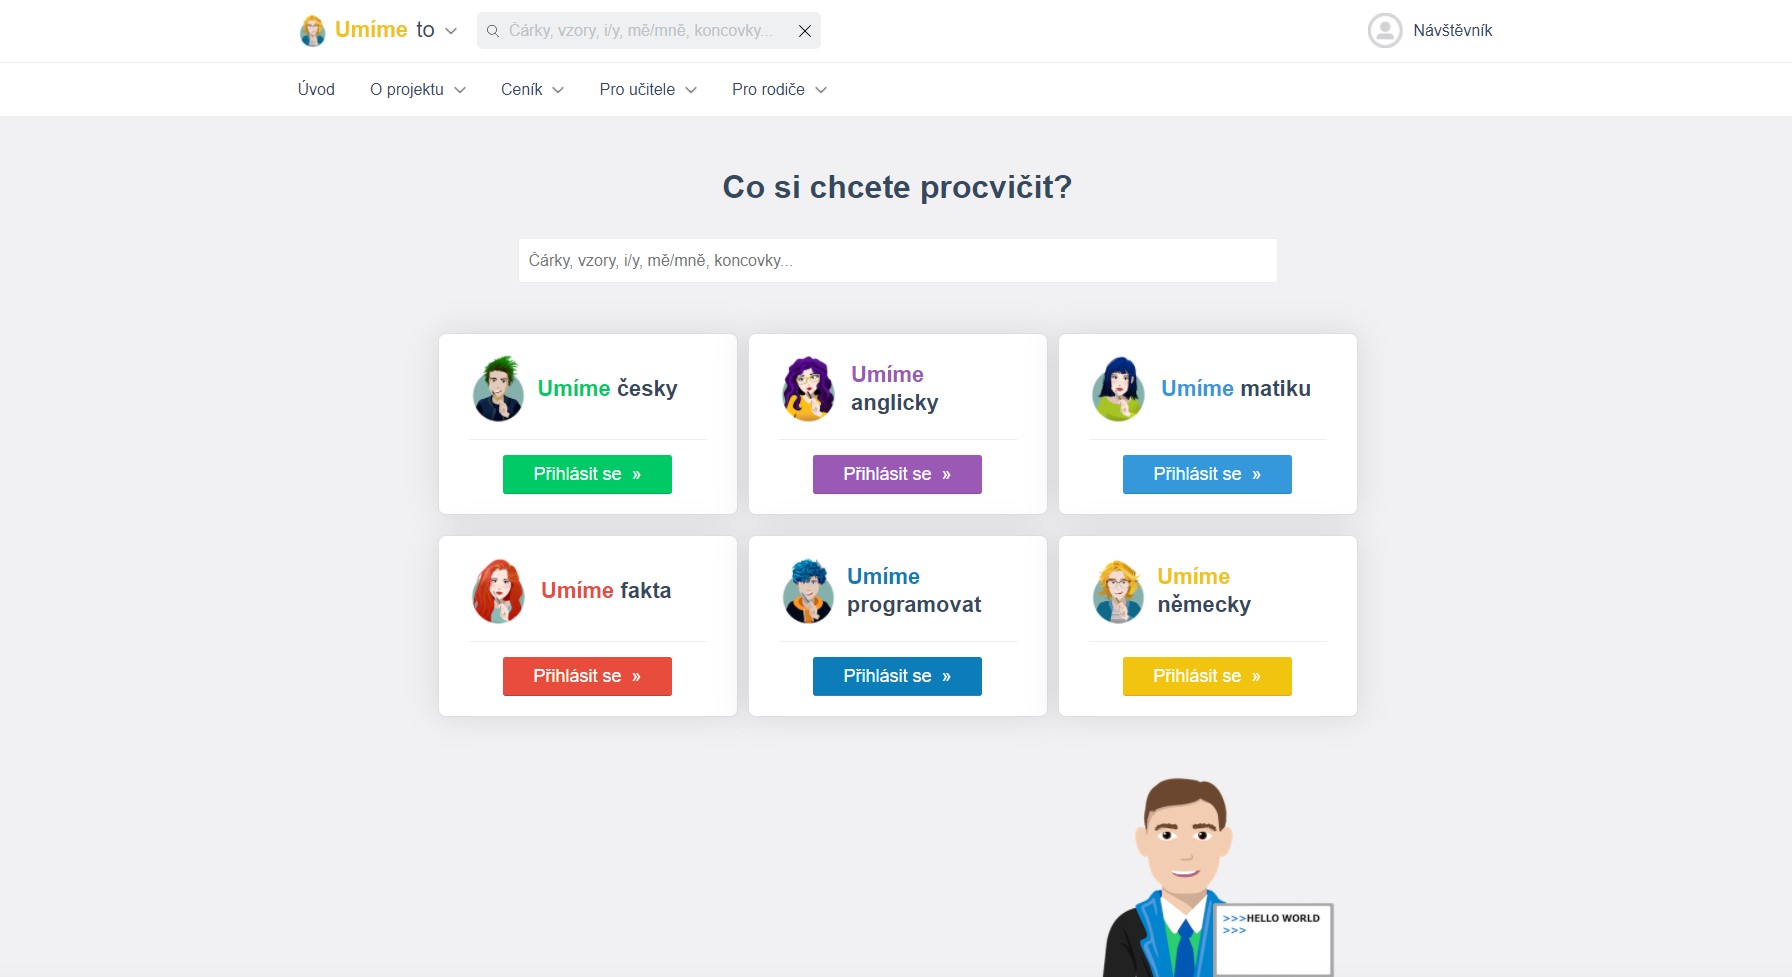 Umíme to
Čárky, vzory, i/y, mě/mně, koncovky...
Návštěvník
Úvod
O projektu
Ceník
Pro učitele
Pro rodiče
Co si chcete procvičit?
Čárky, vzory, i/y, mě/mně, koncovky...
Umíme česky
Přihlásit se »
Umíme
anglicky
Přihlásit se »
Umíme matiku
Přihlásit se »
Umíme fakta
Přihlásit se »
Umíme
programovat
Přihlásit se »
Umíme
německy
Přihlásit se »
>>>HELLO WORLD
>>>